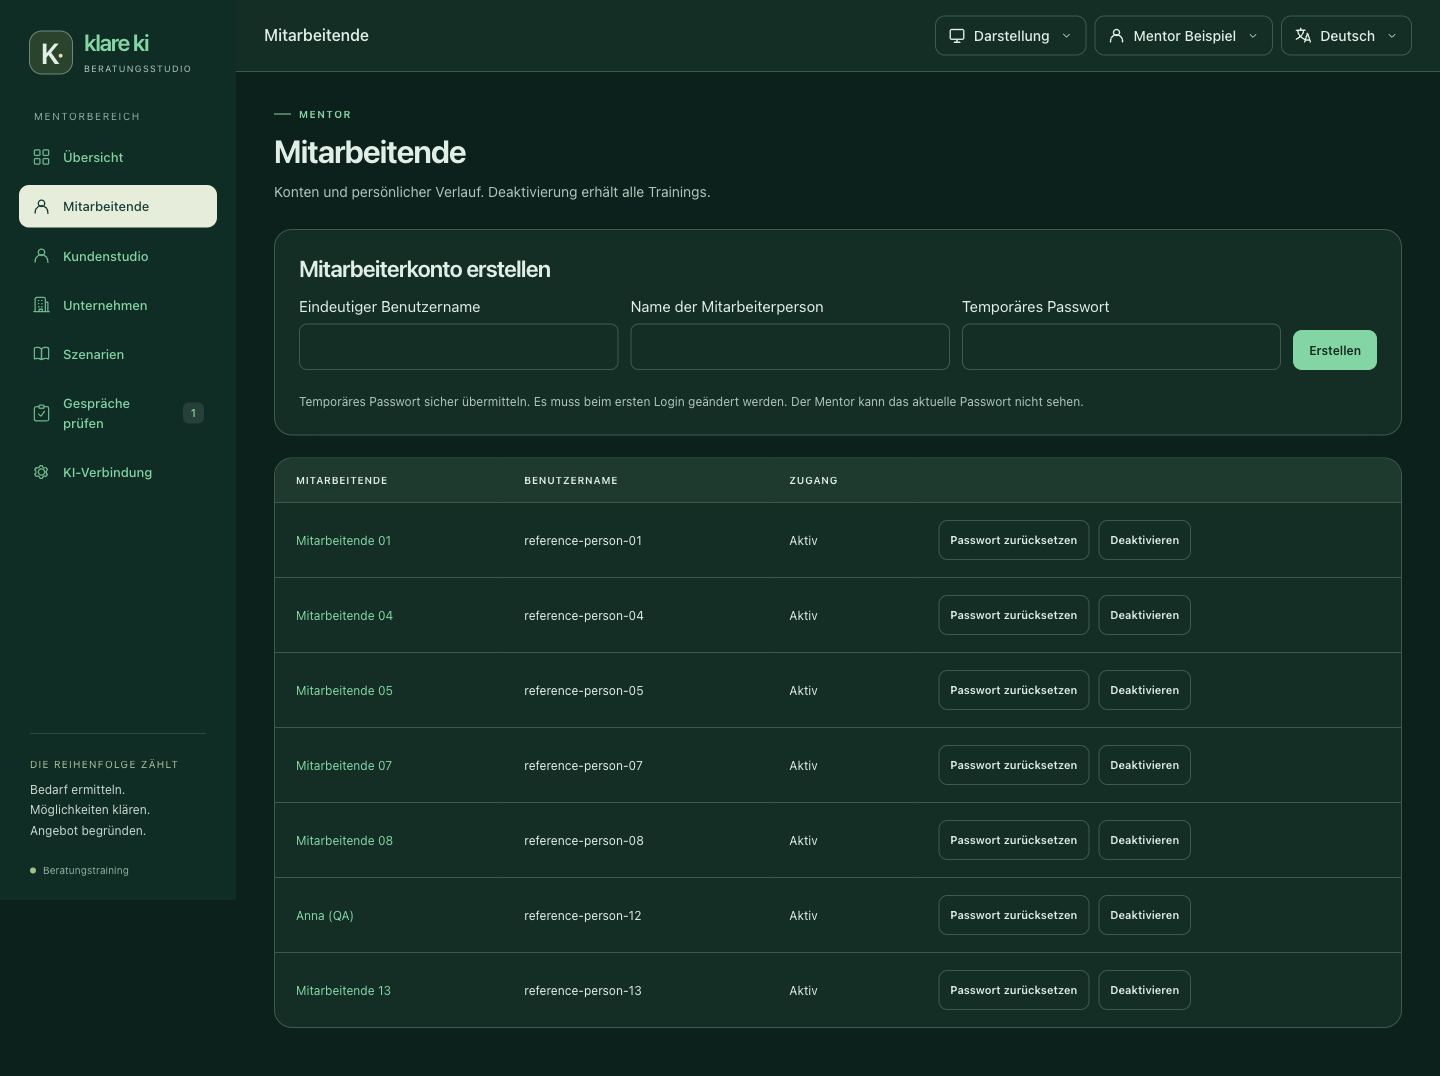 K
klare ki
BERATUNGSSTUDIO
MENTORBEREICH
Übersicht
Mitarbeitende
Kundenstudio
Unternehmen
Szenarien
Gespräche
prüfen
1
KI-Verbindung
DIE REIHENFOLGE ZÄHLT
Bedarf ermitteln.
Möglichkeiten klären.
Angebot begründen.
Beratungstraining
Mitarbeitende
Darstellung
Mentor Beispiel
Deutsch
MENTOR
Mitarbeitende
Konten und persönlicher Verlauf. Deaktivierung erhält alle Trainings.
Mitarbeiterkonto erstellen
Eindeutiger Benutzername
Name der Mitarbeiterperson
Temporäres Passwort
Erstellen
Temporäres Passwort sicher übermitteln. Es muss beim ersten Login geändert werden. Der Mentor kann das aktuelle Passwort nicht sehen.
MITARBEITENDE BENUTZERNAME ZUGANG
Mitarbeitende 01 reference-person-01 Aktiv Passwort zurücksetzen Deaktivieren
Mitarbeitende 04 reference-person-04 Aktiv Passwort zurücksetzen Deaktivieren
Mitarbeitende 05 reference-person-05 Aktiv Passwort zurücksetzen Deaktivieren
Mitarbeitende 07 reference-person-07 Aktiv Passwort zurücksetzen Deaktivieren
Mitarbeitende 08 reference-person-08 Aktiv Passwort zurücksetzen Deaktivieren
Anna (QA) reference-person-12 Aktiv Passwort zurücksetzen Deaktivieren
Mitarbeitende 13 reference-person-13 Aktiv Passwort zurücksetzen Deaktivieren